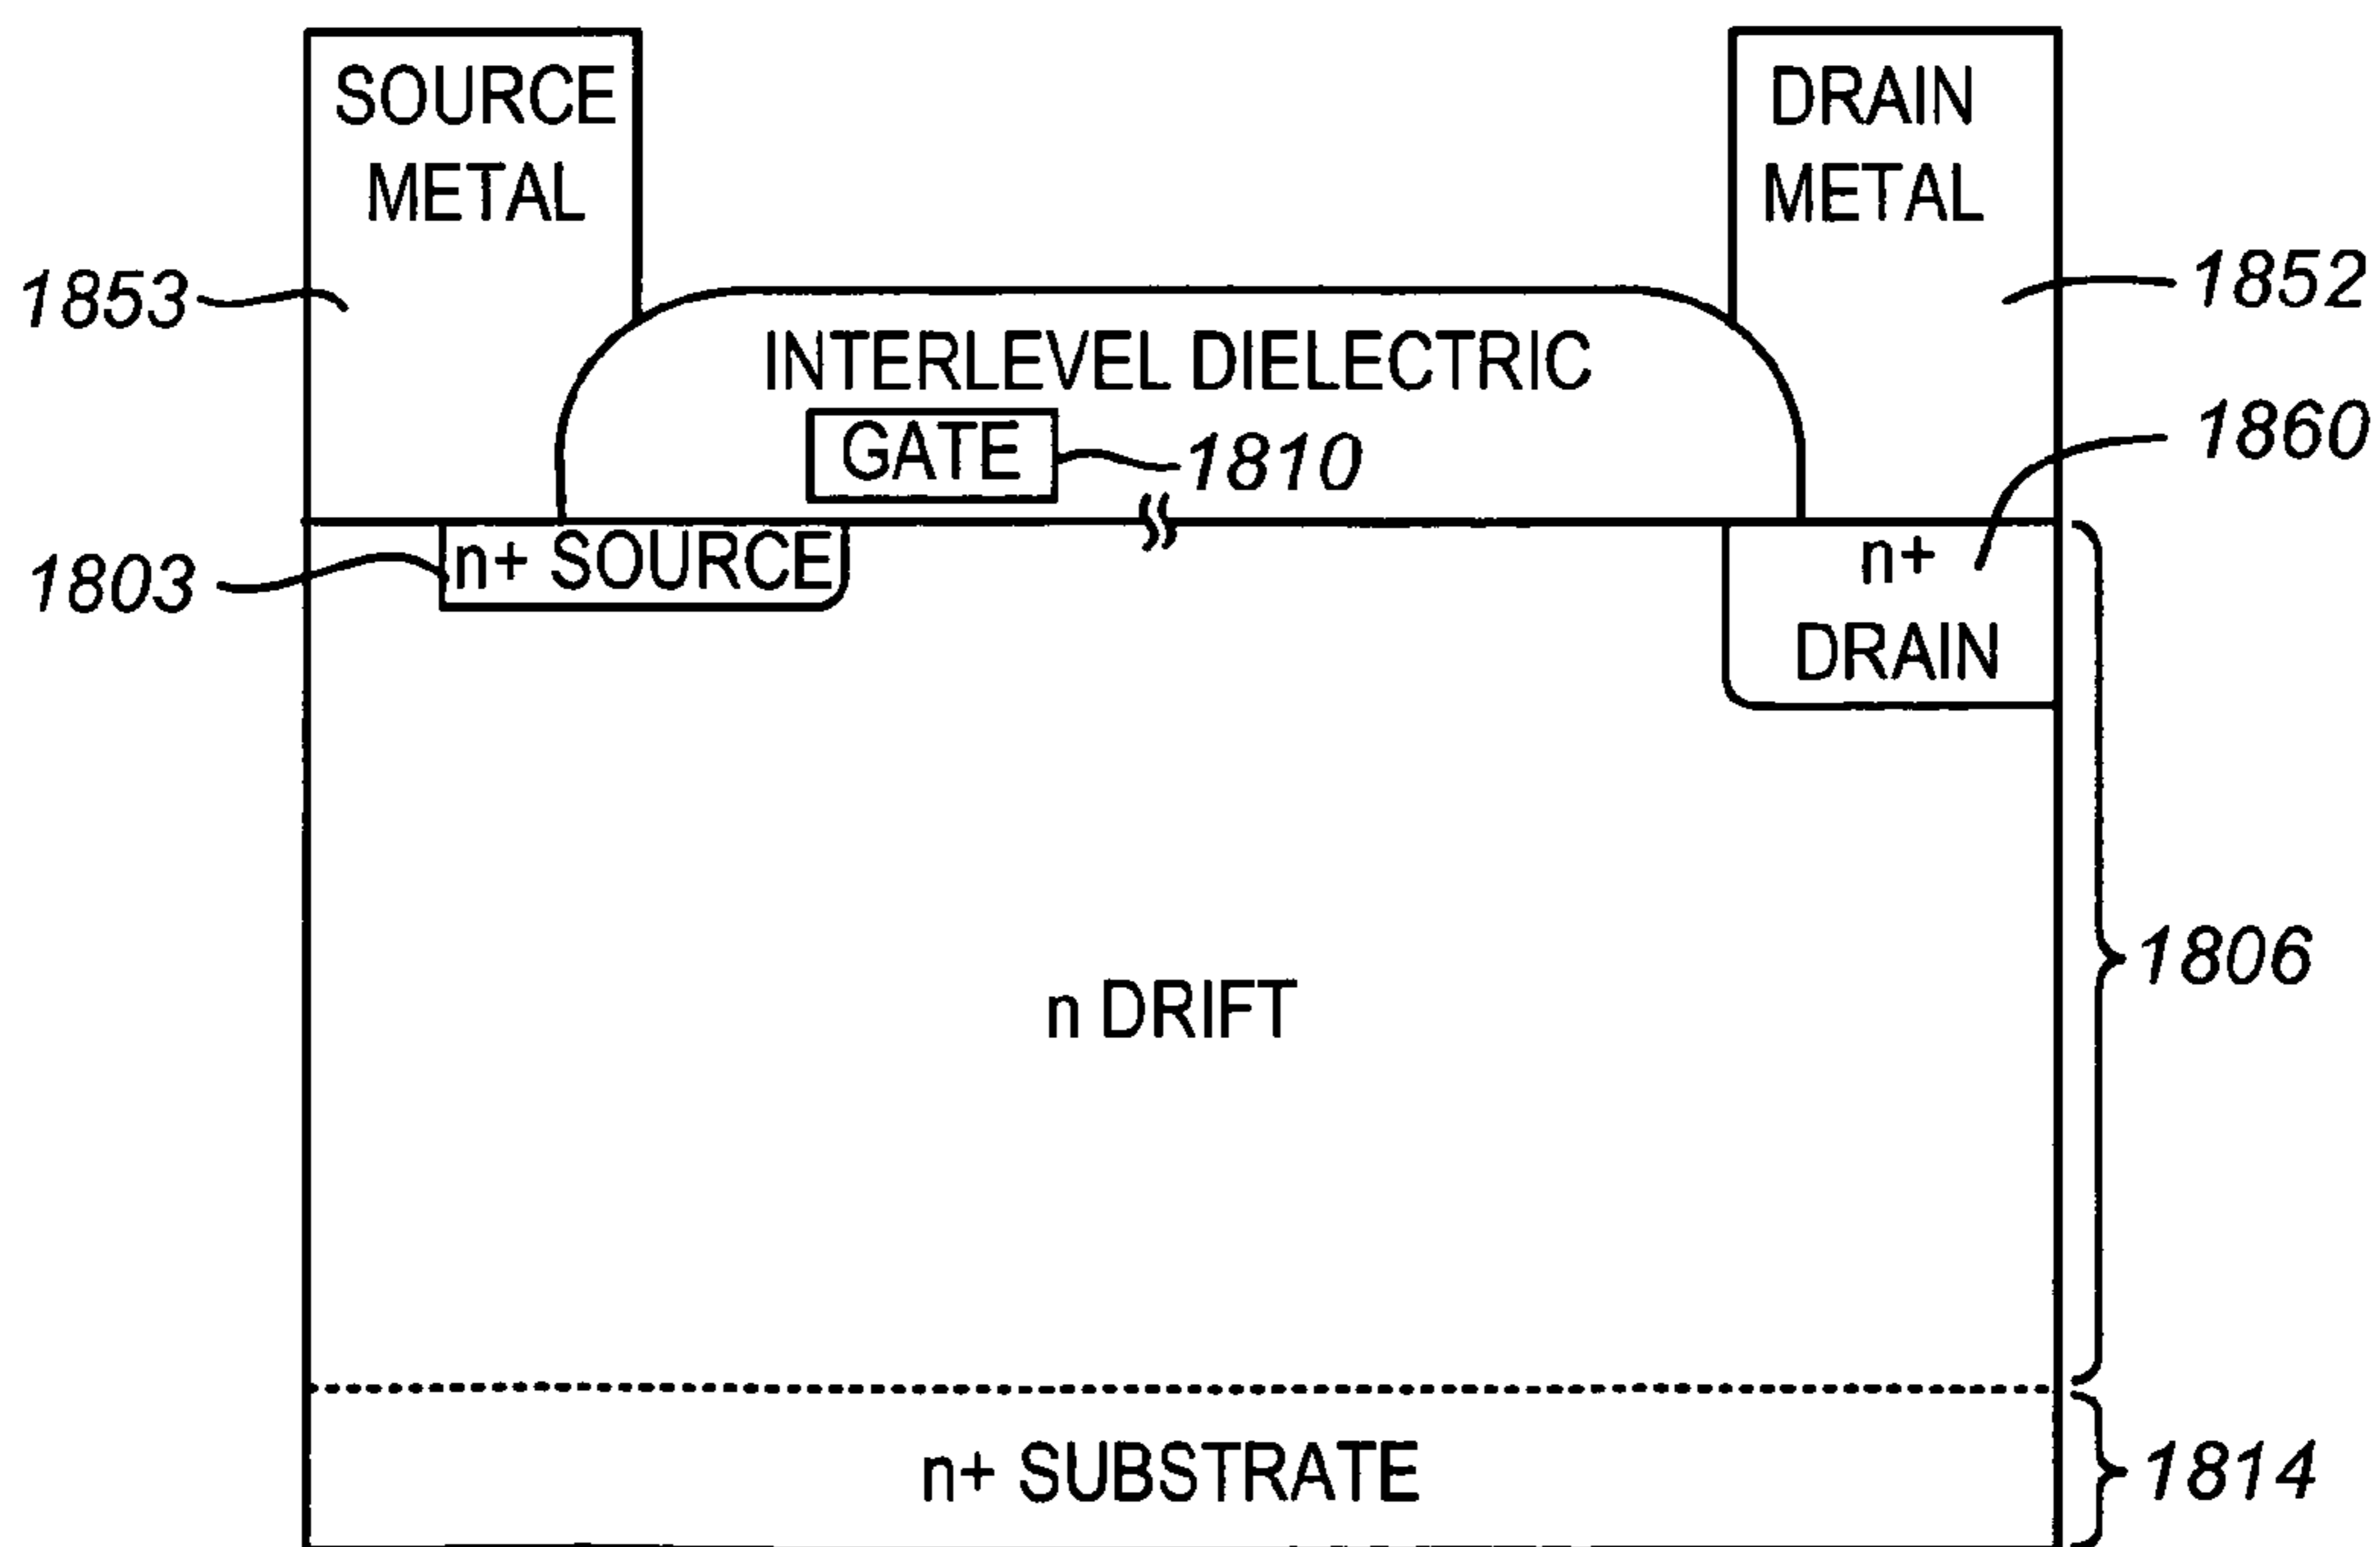 SOURCE
METAL
DRAIN
METAL
1853
1852
INTERLEVEL DIELECTRIC
GATE
1810
1860
1803
n+ SOURCE
n+
DRAIN
1806
n DRIFT
n+ SUBSTRATE
1814